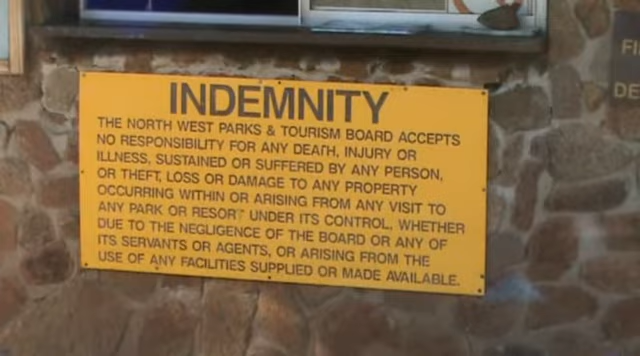 INDEMNITY
THE NORTH WEST PARKS & TOURISM BOARD ACCEPTS
NO RESPONSIBILITY FOR ANY DEATH, INJURY OR
ILLNESS, SUSTAINED OR SUFFERED BY ANY PERSON,
OR THEFT, LOSS OR DAMAGE TO ANY PROPERTY
OCCURRING WITHIN OR ARISING FROM ANY VISIT TO
ANY PARK OR RESORT UNDER ITS CONTROL, WHETHER
DUE TO THE NEGLIGENCE OF THE BOARD OR ANY OF
ITS SERVANTS OR AGENTS, OR ARISING FROM THE
USE OF ANY FACILITIES SUPPLIED OR MADE AVAILABLE.